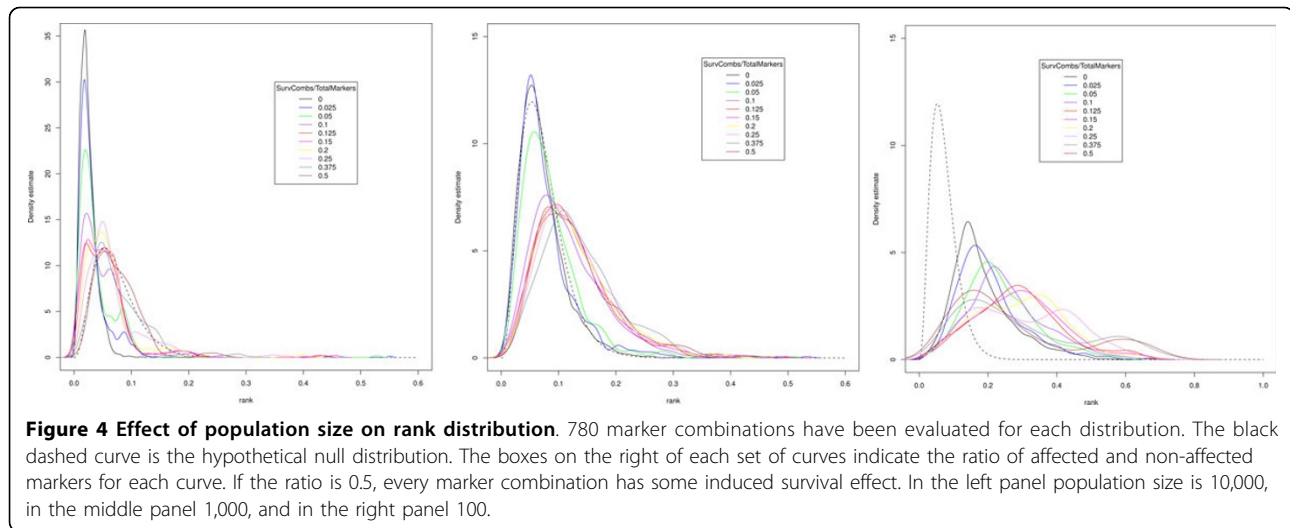 35
30
25
20
15
10
5
0
Density estimate
SurvCombs/TotalMarkers
0
0.025
0.05
0.1
0.125
0.15
0.2
0.25
0.375
0.5
0.0 0.1 0.2 0.3 0.4 0.5 0.6
rank
15
10
5
0
Density estimate
SurvCombs/TotalMarkers
0
0.025
0.05
0.1
0.125
0.15
0.2
0.25
0.375
0.5
0.0 0.1 0.2 0.3 0.4 0.5 0.6
rank
15
10
5
0
Density estimate
SurvCombs/TotalMarkers
0
0.025
0.05
0.1
0.125
0.15
0.2
0.25
0.375
0.5
0.0 0.2 0.4 0.6 0.8 1.0
rank
Figure 4 Effect of population size on rank distribution. 780 marker combinations have been evaluated for each distribution. The black
dashed curve is the hypothetical null distribution. The boxes on the right of each set of curves indicate the ratio of affected and non-affected
markers for each curve. If the ratio is 0.5, every marker combination has some induced survival effect. In the left panel population size is 10,000,
in the middle panel 1,000, and in the right panel 100.